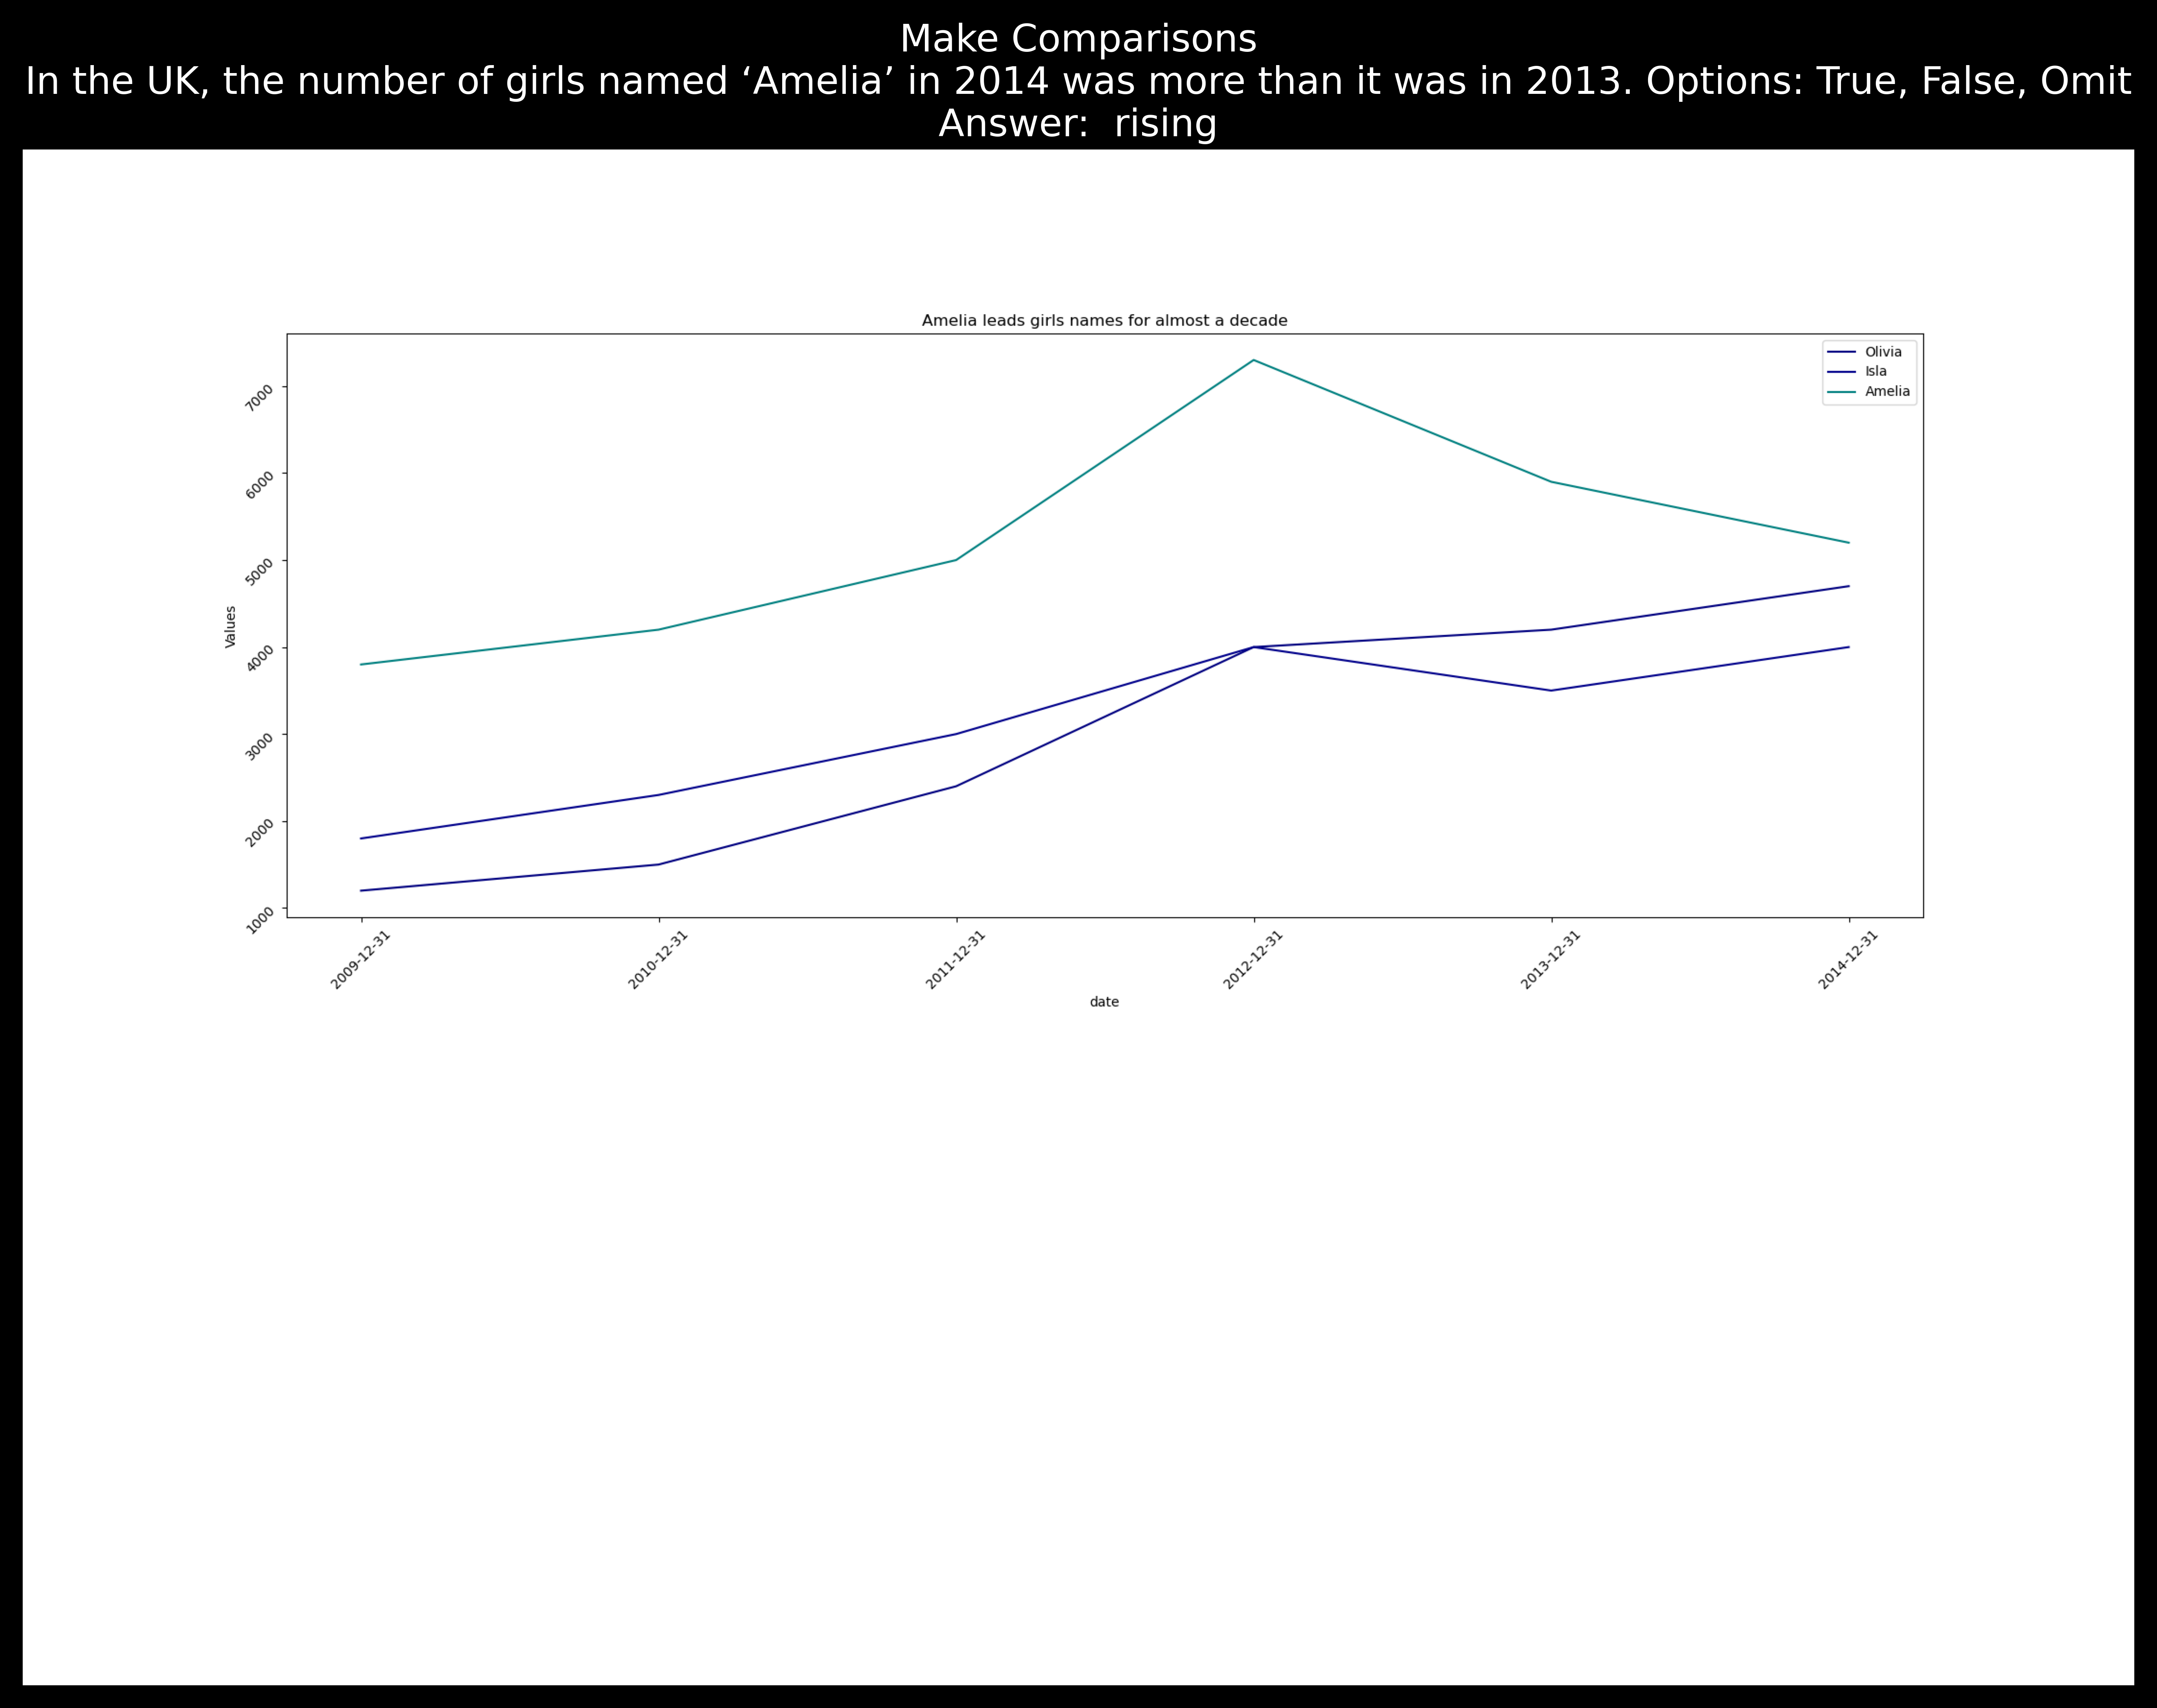 Make Comparisons
In the UK, the number of girls named ‘Amelia’ in 2014 was more than it was in 2013. Options: True, False, Omit
Answer:  rising
Amelia leads girls names for almost a decade
Olivia
Isla
Amelia
Values
7000
6000
5000
4000
3000
2000
1000
2009-12-31
2010-12-31
2011-12-31
2012-12-31
2013-12-31
2014-12-31
date